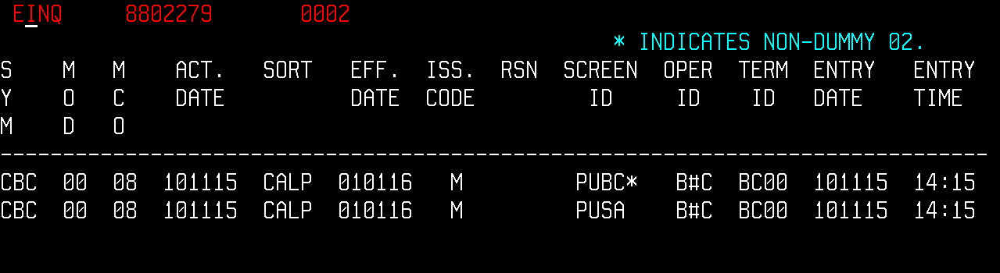 EINQ 8802279 0002
* INDICATES NON-DUMMY 02.
S M M ACT. SORT EFF. ISS. RSN SCREEN OPER TERM ENTRY ENTRY
Y O C DATE DATE CODE ID ID ID DATE TIME
M D O
-------------------------------------------------------------------------------
CBC 00 08 101115 CALP 010116 M PUBC* B#C BC00 101115 14:15
CBC 00 08 101115 CALP 010116 M PUSA B#C BC00 101115 14:15